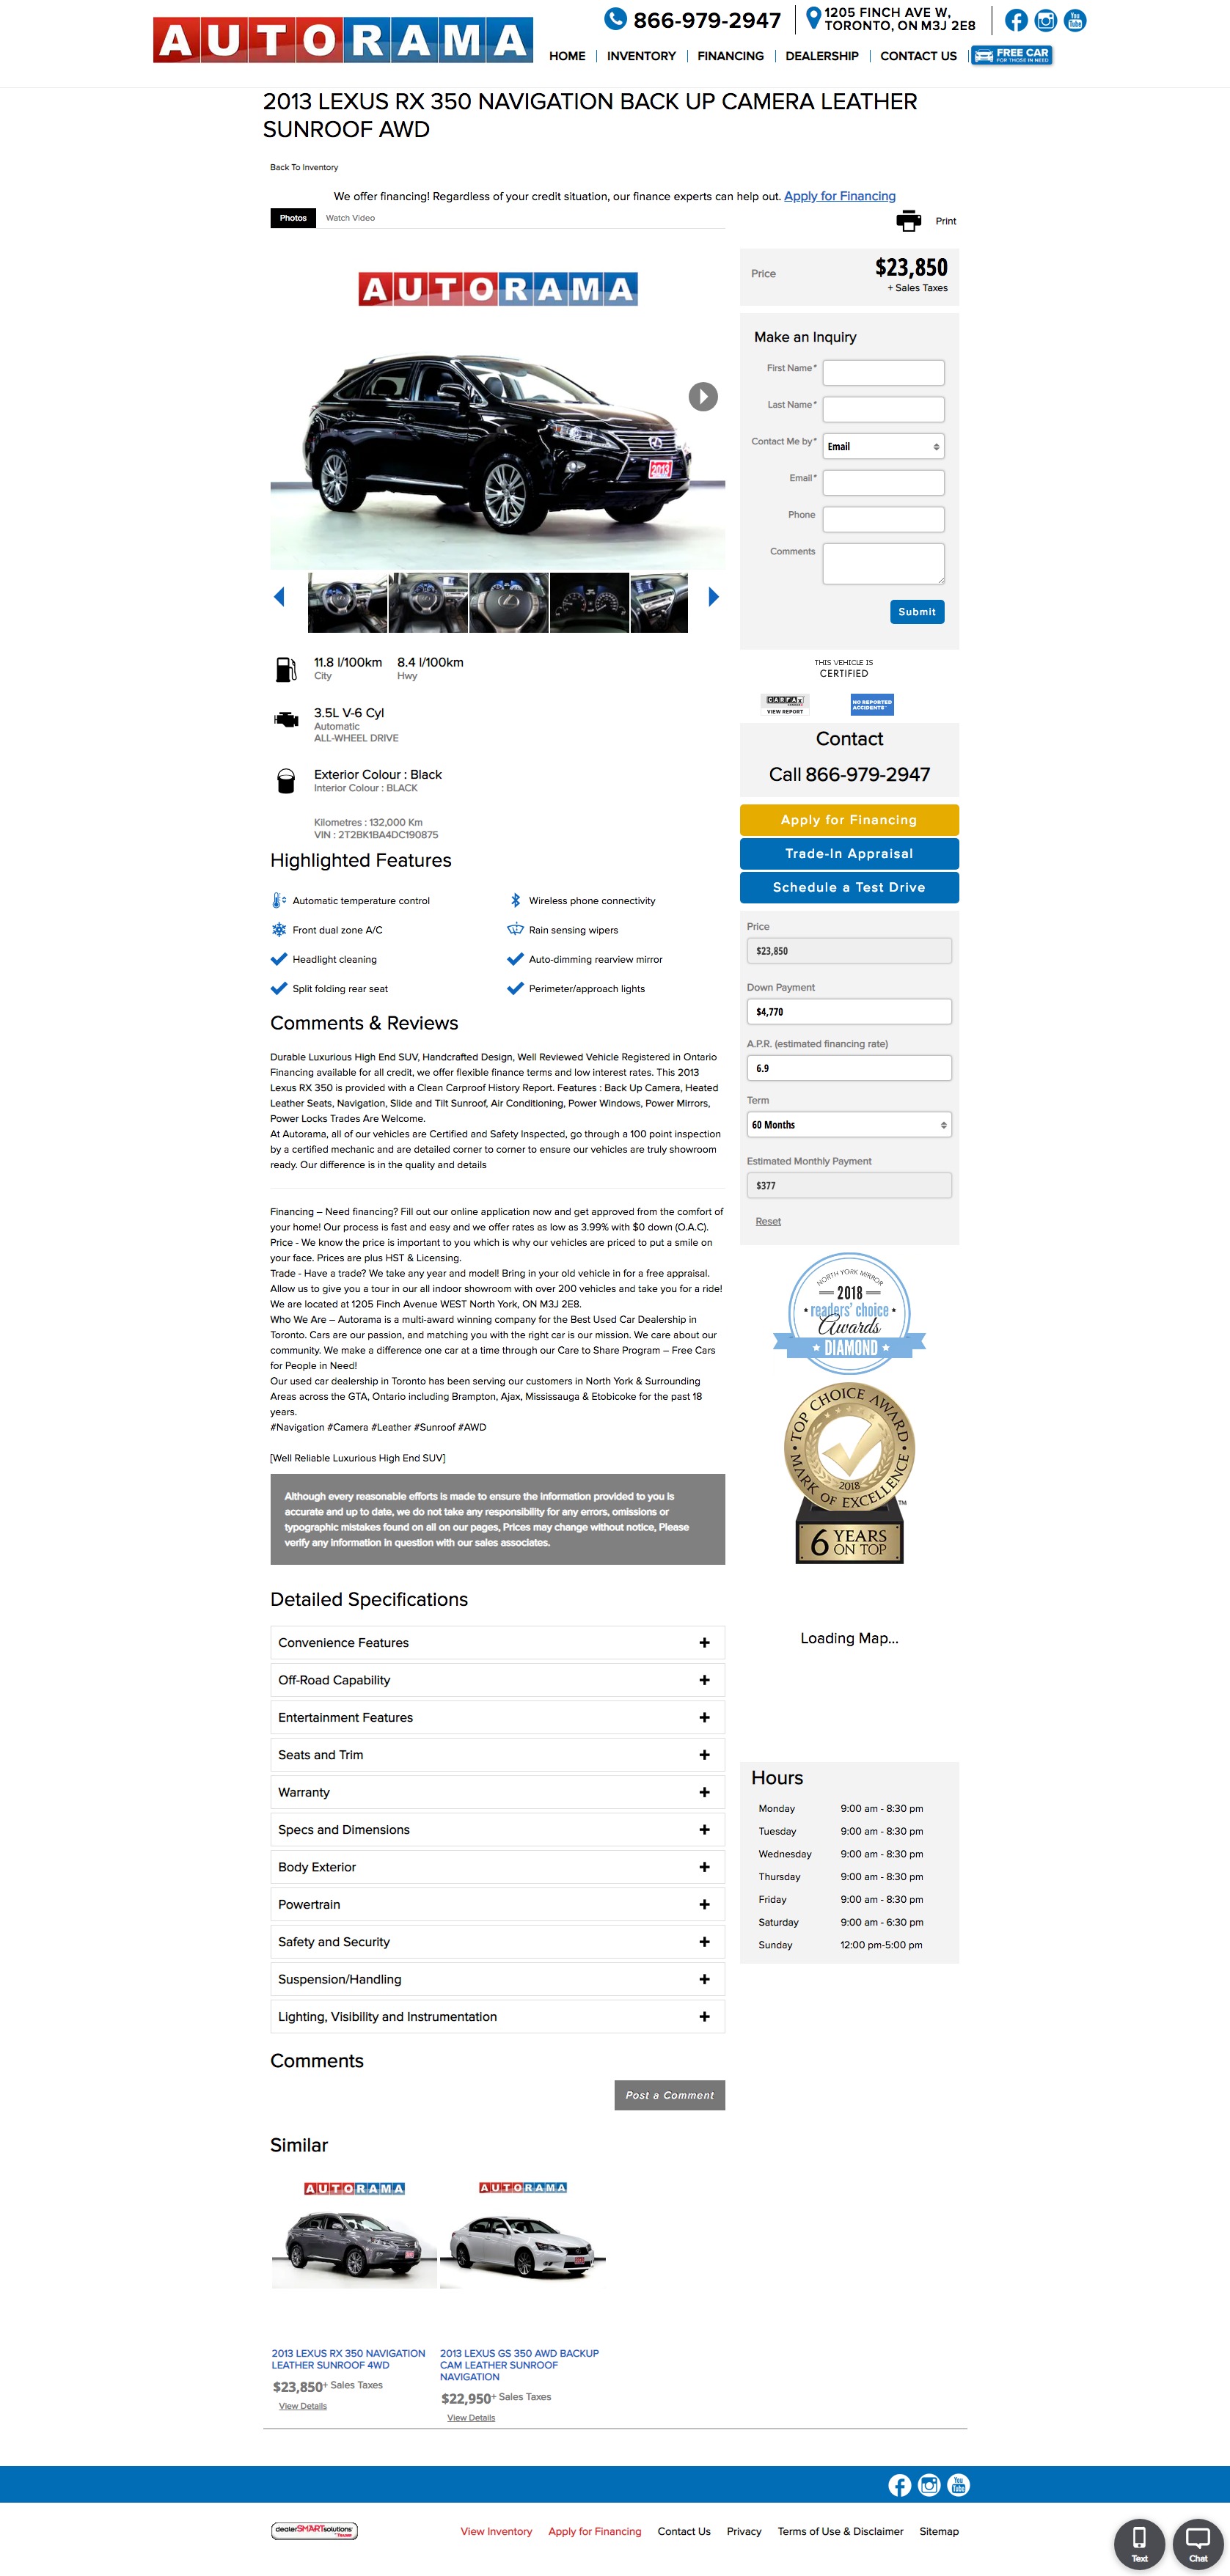 AUTORAMA
866-979-2947
1205 FINCH AVE W,
TORONTO, ON M3J 2E8
You
Tube
HOME
INVENTORY
FINANCING
DEALERSHIP
CONTACT US
FREE CAR
FOR THOSE IN NEED
2013 LEXUS RX 350 NAVIGATION BACK UP CAMERA LEATHER
SUNROOF AWD
Back To Inventory
We offer financing! Regardless of your credit situation, our finance experts can help out. Apply for Financing
Photos
Watch Video
Print
AUTORAMA
2013
Price
$23,850
+ Sales Taxes
Make an Inquiry
First Name*
Last Name*
Contact Me by*
Email
Email*
Phone
Comments
Submit
11.8 l/100km
City
8.4 l/100km
Hwy
3.5L V-6 Cyl
Automatic
ALL-WHEEL DRIVE
Exterior Colour : Black
Interior Colour : BLACK
Kilometres : 132,000 Km
VIN : 2T2BK1BA4DC190875
THIS VEHICLE IS
CERTIFIED
CARFAX
VIEW REPORT
NO REPORTED
ACCIDENTS
Contact
Call 866-979-2947
Apply for Financing
Trade-In Appraisal
Schedule a Test Drive
Highlighted Features
Automatic temperature control
Wireless phone connectivity
Front dual zone A/C
Rain sensing wipers
Headlight cleaning
Auto-dimming rearview mirror
Split folding rear seat
Perimeter/approach lights
Price
$23,850
Down Payment
$4,770
A.P.R. (estimated financing rate)
6.9
Term
60 Months
Estimated Monthly Payment
$377
Reset
Comments & Reviews
Durable Luxurious High End SUV, Handcrafted Design, Well Reviewed Vehicle Registered in Ontario
Financing available for all credit, we offer flexible finance terms and low interest rates. This 2013
Lexus RX 350 is provided with a Clean Carproof History Report. Features : Back Up Camera, Heated
Leather Seats, Navigation, Slide and Tilt Sunroof, Air Conditioning, Power Windows, Power Mirrors,
Power Locks Trades Are Welcome.
At Autorama, all of our vehicles are Certified and Safety Inspected, go through a 100 point inspection
by a certified mechanic and are detailed corner to corner to ensure our vehicles are truly showroom
ready. Our difference is in the quality and details
Financing – Need financing? Fill out our online application now and get approved from the comfort of
your home! Our process is fast and easy and we offer rates as low as 3.99% with $0 down (O.A.C).
Price - We know the price is important to you which is why our vehicles are priced to put a smile on
your face. Prices are plus HST & Licensing.
Trade - Have a trade? We take any year and model! Bring in your old vehicle in for a free appraisal.
Allow us to give you a tour in our all indoor showroom with over 200 vehicles and take you for a ride!
We are located at 1205 Finch Avenue WEST North York, ON M3J 2E8.
Who We Are – Autorama is a multi-award winning company for the Best Used Car Dealership in
Toronto. Cars are our passion, and matching you with the right car is our mission. We care about our
community. We make a difference one car at a time through our Care to Share Program – Free Cars
for People in Need!
Our used car dealership in Toronto has been serving our customers in North York & Surrounding
Areas across the GTA, Ontario including Brampton, Ajax, Mississauga & Etobicoke for the past 18
years.
#Navigation #Camera #Leather #Sunroof #AWD
[Well Reliable Luxurious High End SUV]
Although every reasonable efforts is made to ensure the information provided to you is
accurate and up to date, we do not take any responsibility for any errors, omissions or
typographic mistakes found on all on our pages, Prices may change without notice, Please
verify any information in question with our sales associates.
NORTH YORK MIRROR
2018
readers' choice
Awards
DIAMOND
TOP CHOICE AWARD
2018
MARK OF EXCELLENCE
TM
6 YEARS
ON TOP
Detailed Specifications
Convenience Features
Off-Road Capability
Entertainment Features
Seats and Trim
Warranty
Specs and Dimensions
Body Exterior
Powertrain
Safety and Security
Suspension/Handling
Lighting, Visibility and Instrumentation
Loading Map...
Hours
Monday 9:00 am - 8:30 pm
Tuesday 9:00 am - 8:30 pm
Wednesday 9:00 am - 8:30 pm
Thursday 9:00 am - 8:30 pm
Friday 9:00 am - 8:30 pm
Saturday 9:00 am - 6:30 pm
Sunday 12:00 pm-5:00 pm
Comments
Post a Comment
Similar
AUTORAMA
AUTORAMA
2013 LEXUS RX 350 NAVIGATION
LEATHER SUNROOF 4WD
$23,850+ Sales Taxes
View Details
2013 LEXUS GS 350 AWD BACKUP
CAM LEATHER SUNROOF
NAVIGATION
$22,950+ Sales Taxes
View Details
You
Tube
dealerSMARTsolutions
View Inventory
Apply for Financing
Contact Us
Privacy
Terms of Use & Disclaimer
Sitemap
Text
Chat